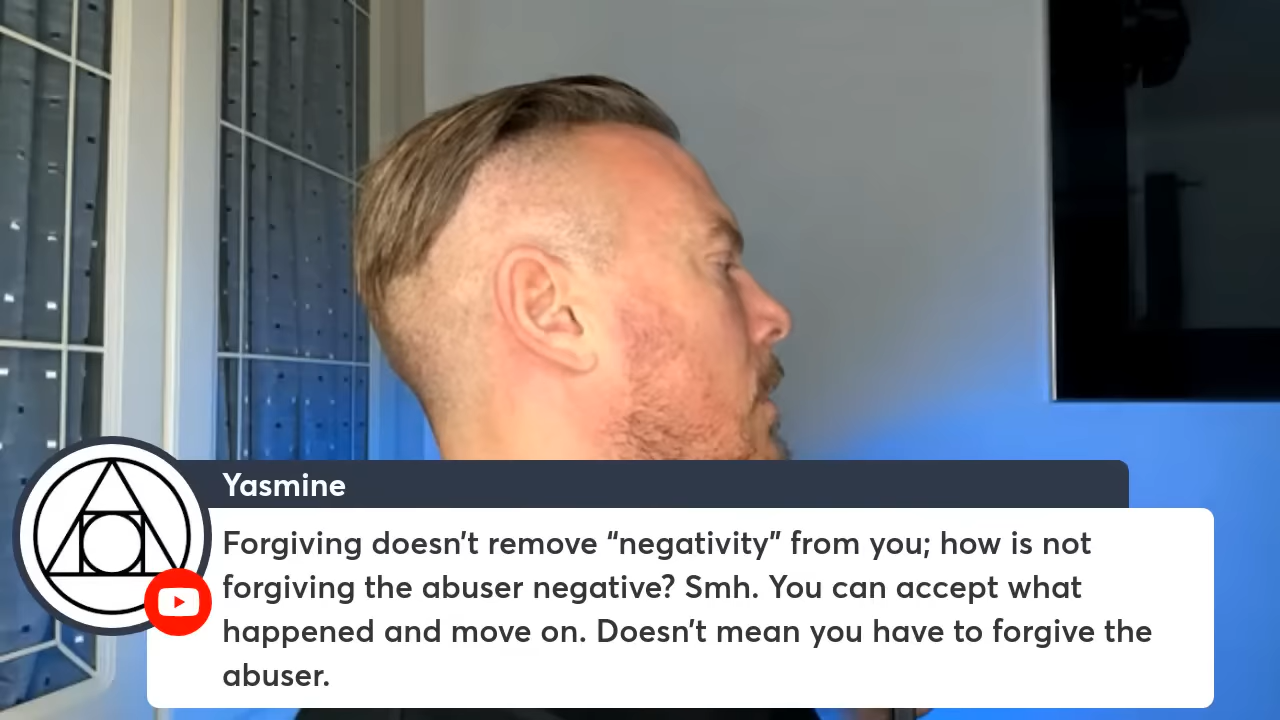 Yasmine
Forgiving doesn't remove “negativity” from you; how is not
forgiving the abuser negative? Smh. You can accept what
happened and move on. Doesn't mean you have to forgive the
abuser.